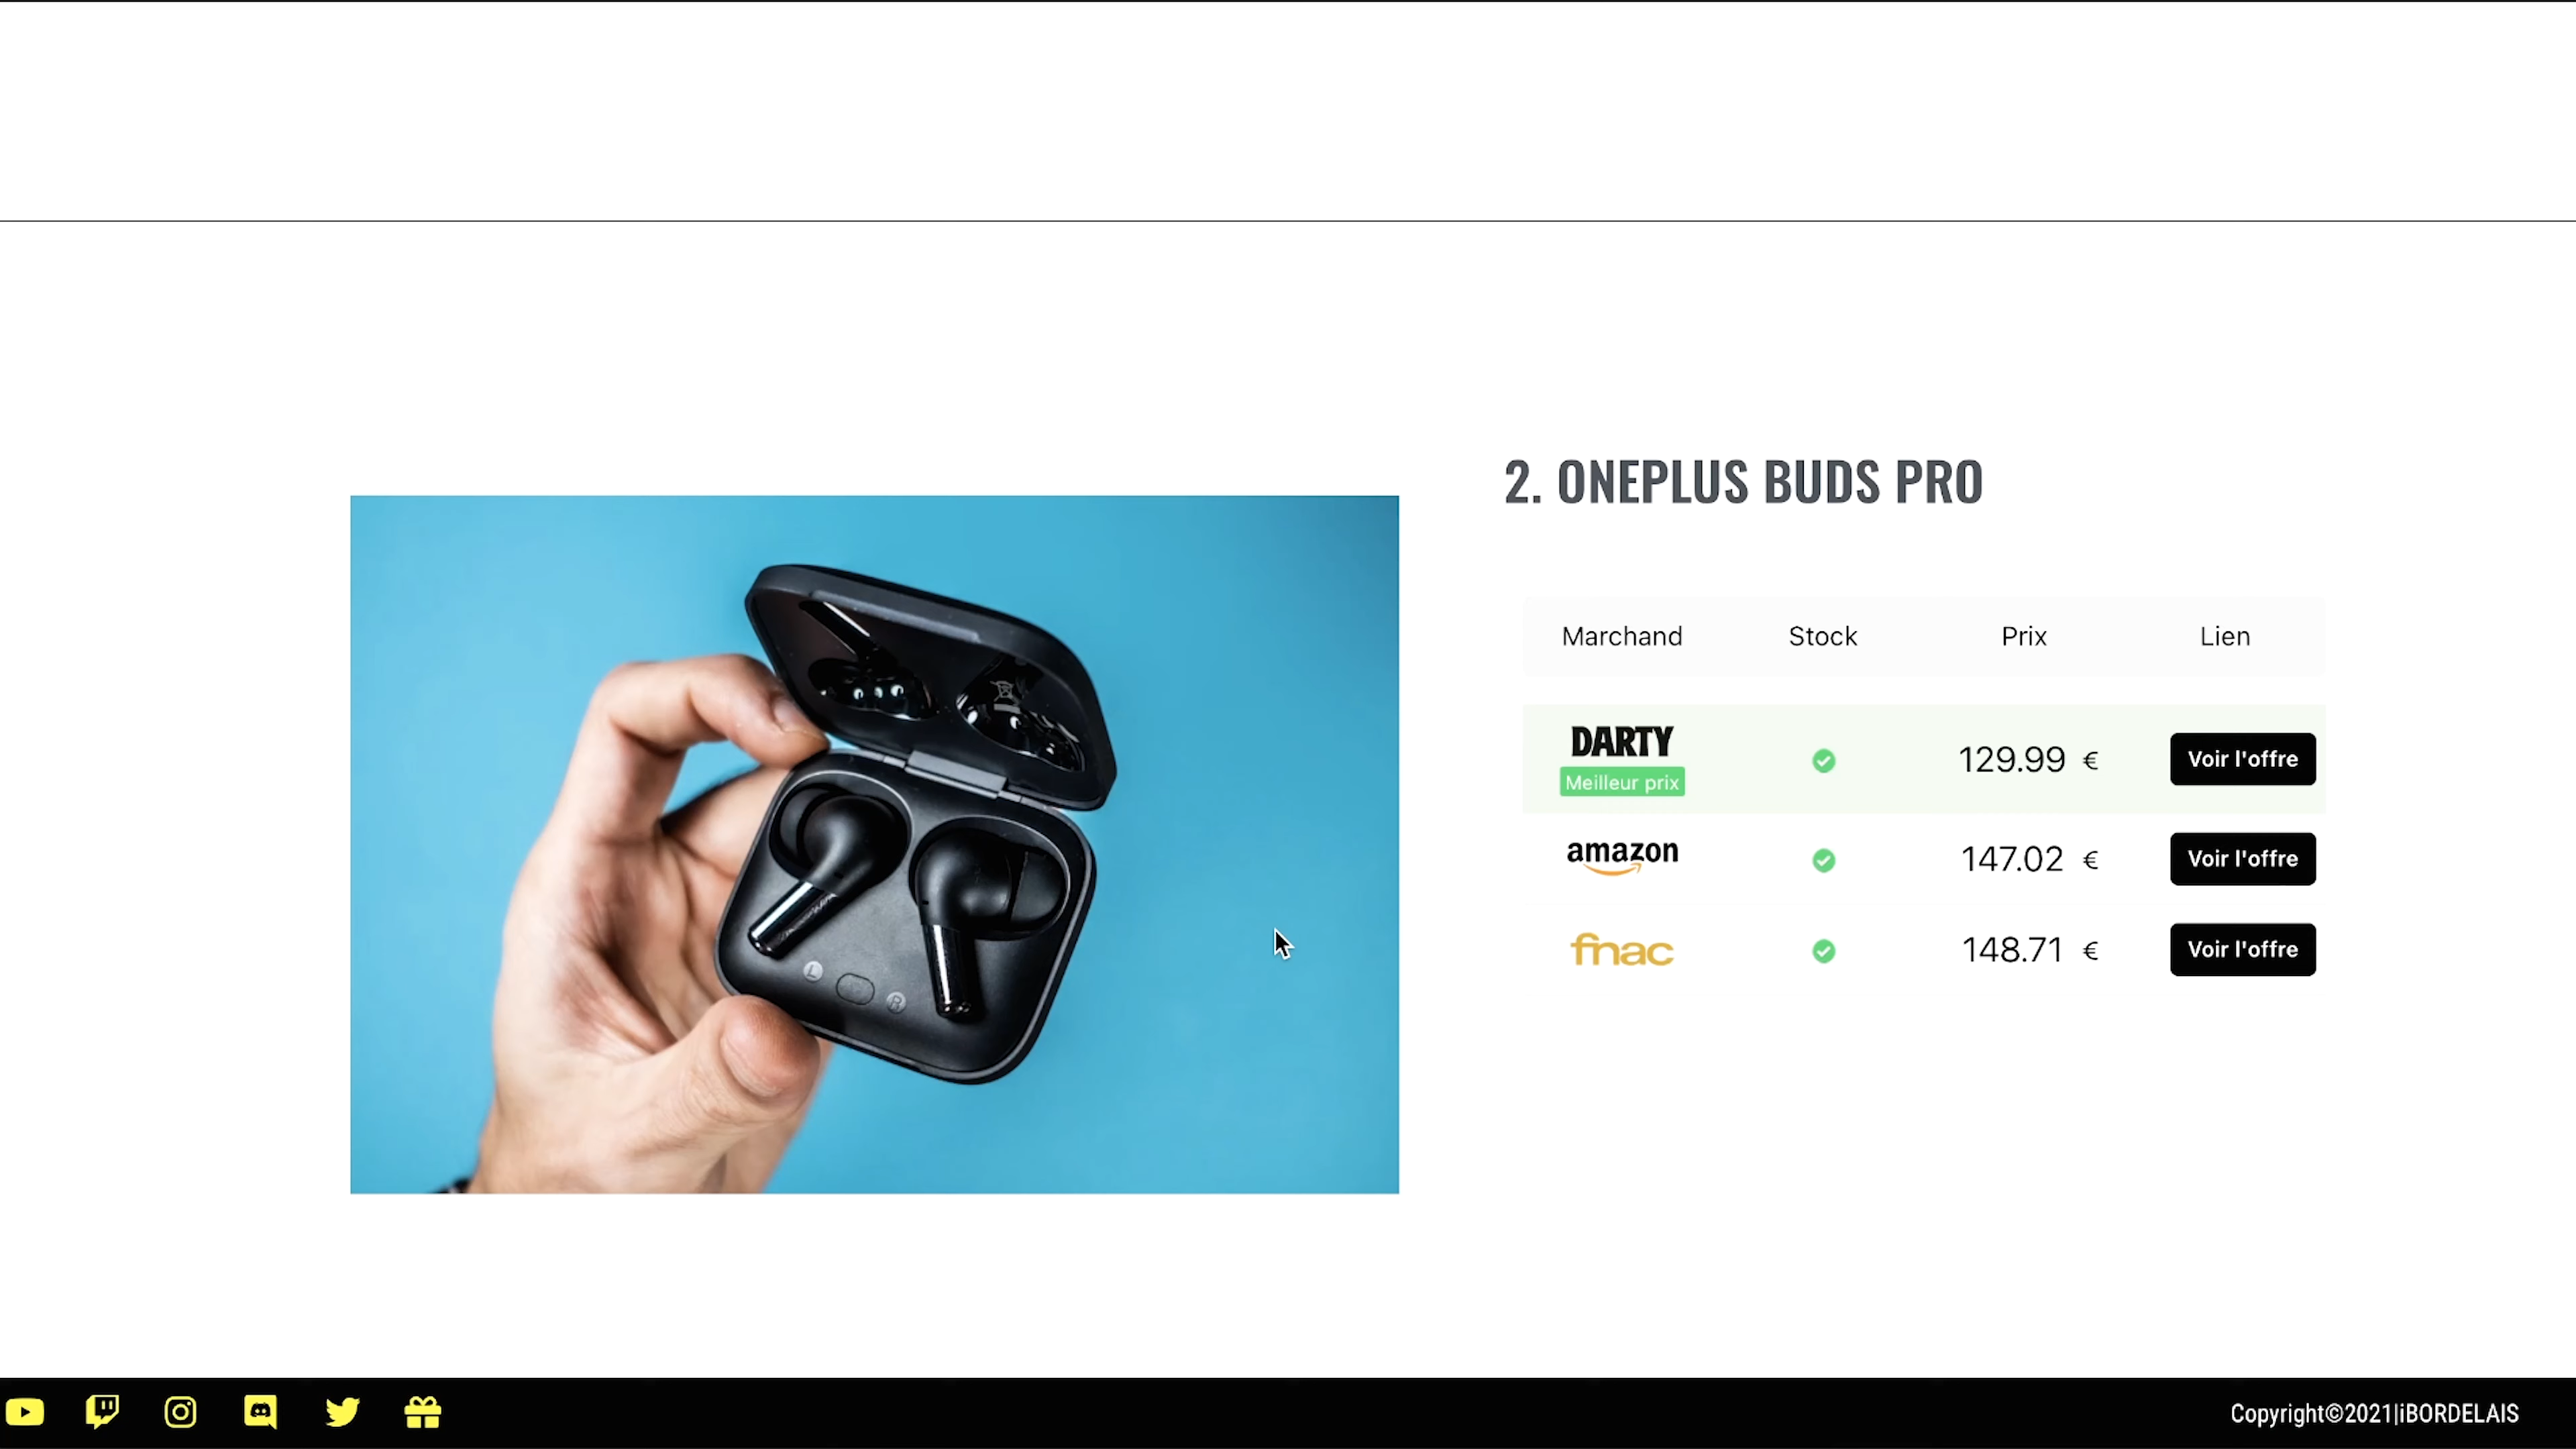 2. ONEPLUS BUDS PRO
Marchand Stock Prix Lien
DARTY
Meilleur prix
129.99 € Voir l'offre
amazon 147.02 € Voir l'offre
fnac 148.71 € Voir l'offre
L R
Copyright©2021|iBORDELAIS